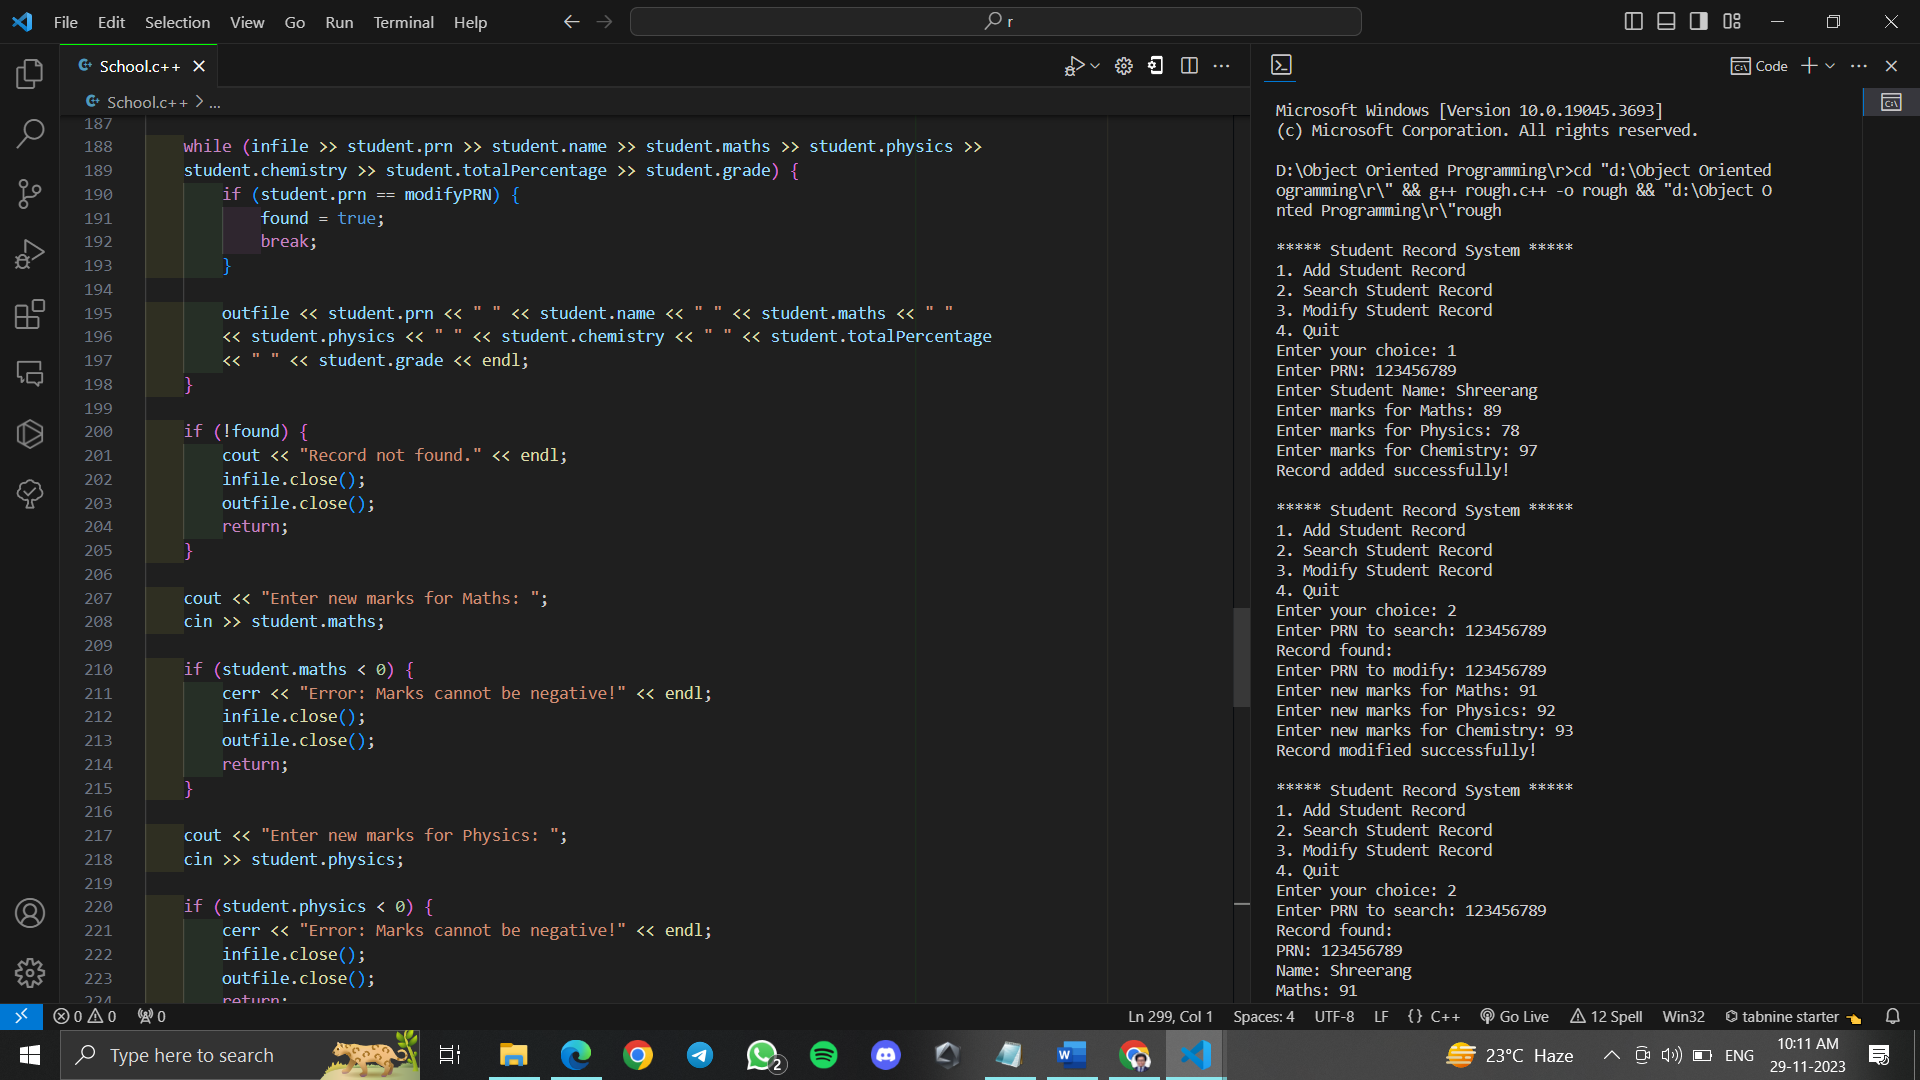 File Edit Selection View Go Run Terminal Help
r
School.c++
School.c++ > ...
187
188 while (infile >> student.prn >> student.name >> student.maths >> student.physics >>
189 student.chemistry >> student.totalPercentage >> student.grade) {
190 if (student.prn == modifyPRN) {
191 found = true;
192 break;
193 }
194
195 outfile << student.prn << " " << student.name << " " << student.maths << " "
196 << student.physics << " " << student.chemistry << " " << student.totalPercentage
197 << " " << student.grade << endl;
198 }
199
200 if (!found) {
201 cout << "Record not found." << endl;
202 infile.close();
203 outfile.close();
204 return;
205 }
206
207 cout << "Enter new marks for Maths: ";
208 cin >> student.maths;
209
210 if (student.maths < 0) {
211 cerr << "Error: Marks cannot be negative!" << endl;
212 infile.close();
213 outfile.close();
214 return;
215 }
216
217 cout << "Enter new marks for Physics: ";
218 cin >> student.physics;
219
220 if (student.physics < 0) {
221 cerr << "Error: Marks cannot be negative!" << endl;
222 infile.close();
223 outfile.close();
224 return;
Code
Microsoft Windows [Version 10.0.19045.3693]
(c) Microsoft Corporation. All rights reserved.
D:\Object Oriented Programming\r>cd "d:\Object Oriented
ogramming\r\" && g++ rough.c++ -o rough && "d:\Object O
nted Programming\r\"rough
***** Student Record System *****
1. Add Student Record
2. Search Student Record
3. Modify Student Record
4. Quit
Enter your choice: 1
Enter PRN: 123456789
Enter Student Name: Shreerang
Enter marks for Maths: 89
Enter marks for Physics: 78
Enter marks for Chemistry: 97
Record added successfully!
***** Student Record System *****
1. Add Student Record
2. Search Student Record
3. Modify Student Record
4. Quit
Enter your choice: 2
Enter PRN to search: 123456789
Record found:
Enter PRN to modify: 123456789
Enter new marks for Maths: 91
Enter new marks for Physics: 92
Enter new marks for Chemistry: 93
Record modified successfully!
***** Student Record System *****
1. Add Student Record
2. Search Student Record
3. Modify Student Record
4. Quit
Enter your choice: 2
Enter PRN to search: 123456789
Record found:
PRN: 123456789
Name: Shreerang
Maths: 91
0 0 0 Ln 299, Col 1 Spaces: 4 UTF-8 LF {} C++ Go Live 12 Spell Win32 tabnine starter
Type here to search
2
23°C Haze
ENG
10:11 AM
29-11-2023